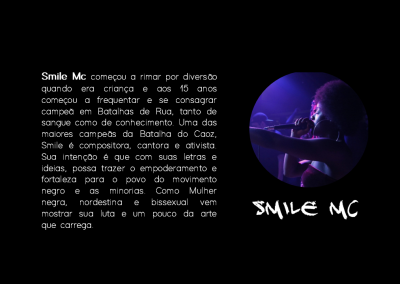 Smile Mc começou a rimar por diversão
quando era criança e aos 15 anos
começou a frequentar e se consagrar
campeã em Batalhas de Rua, tanto de
sangue como de conhecimento. Uma das
maiores campeãs da Batalha do Caoz,
Smile é compositora, cantora e ativista.
Sua intenção é que com suas letras e
ideias, possa trazer o empoderamento e
fortaleza para o povo do movimento
negro e as minorias. Como Mulher
negra, nordestina e bissexual vem
mostrar sua luta e um pouco da arte
que carrega.
SMILE MC